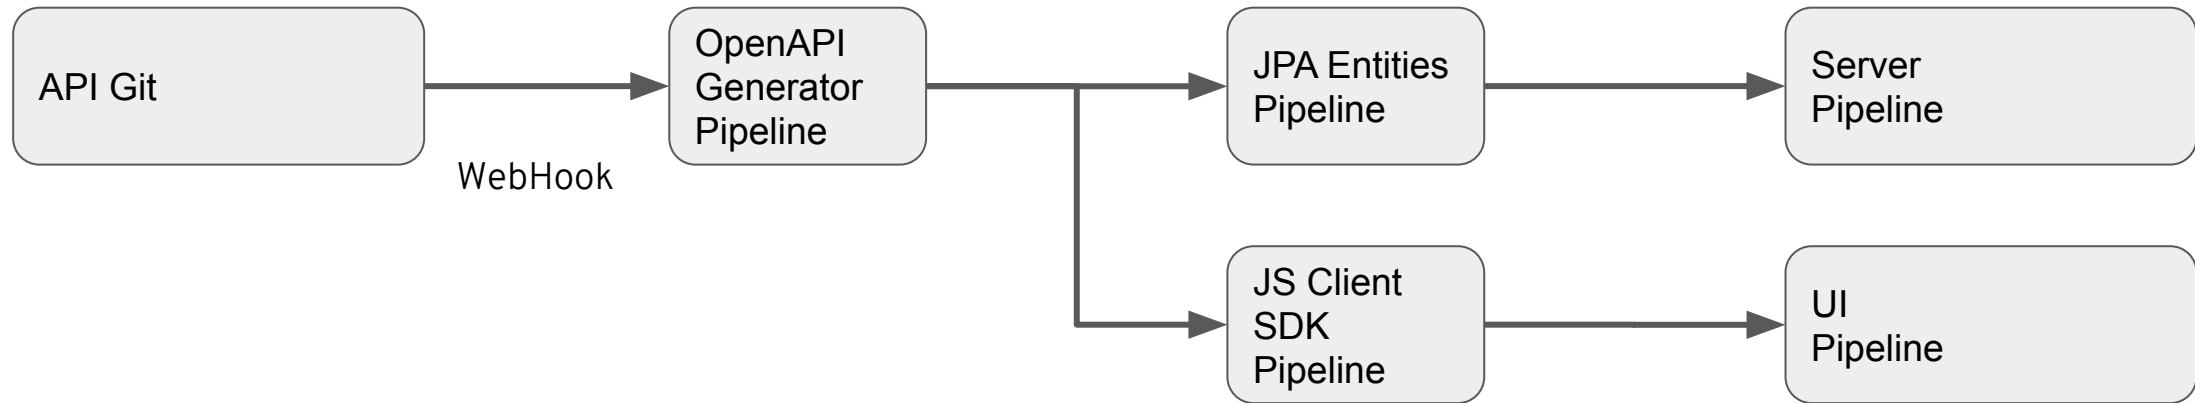 API Git
WebHook
OpenAPI
Generator
Pipeline
JPA Entities
Pipeline
Server
Pipeline
JS Client
SDK
Pipeline
UI
Pipeline